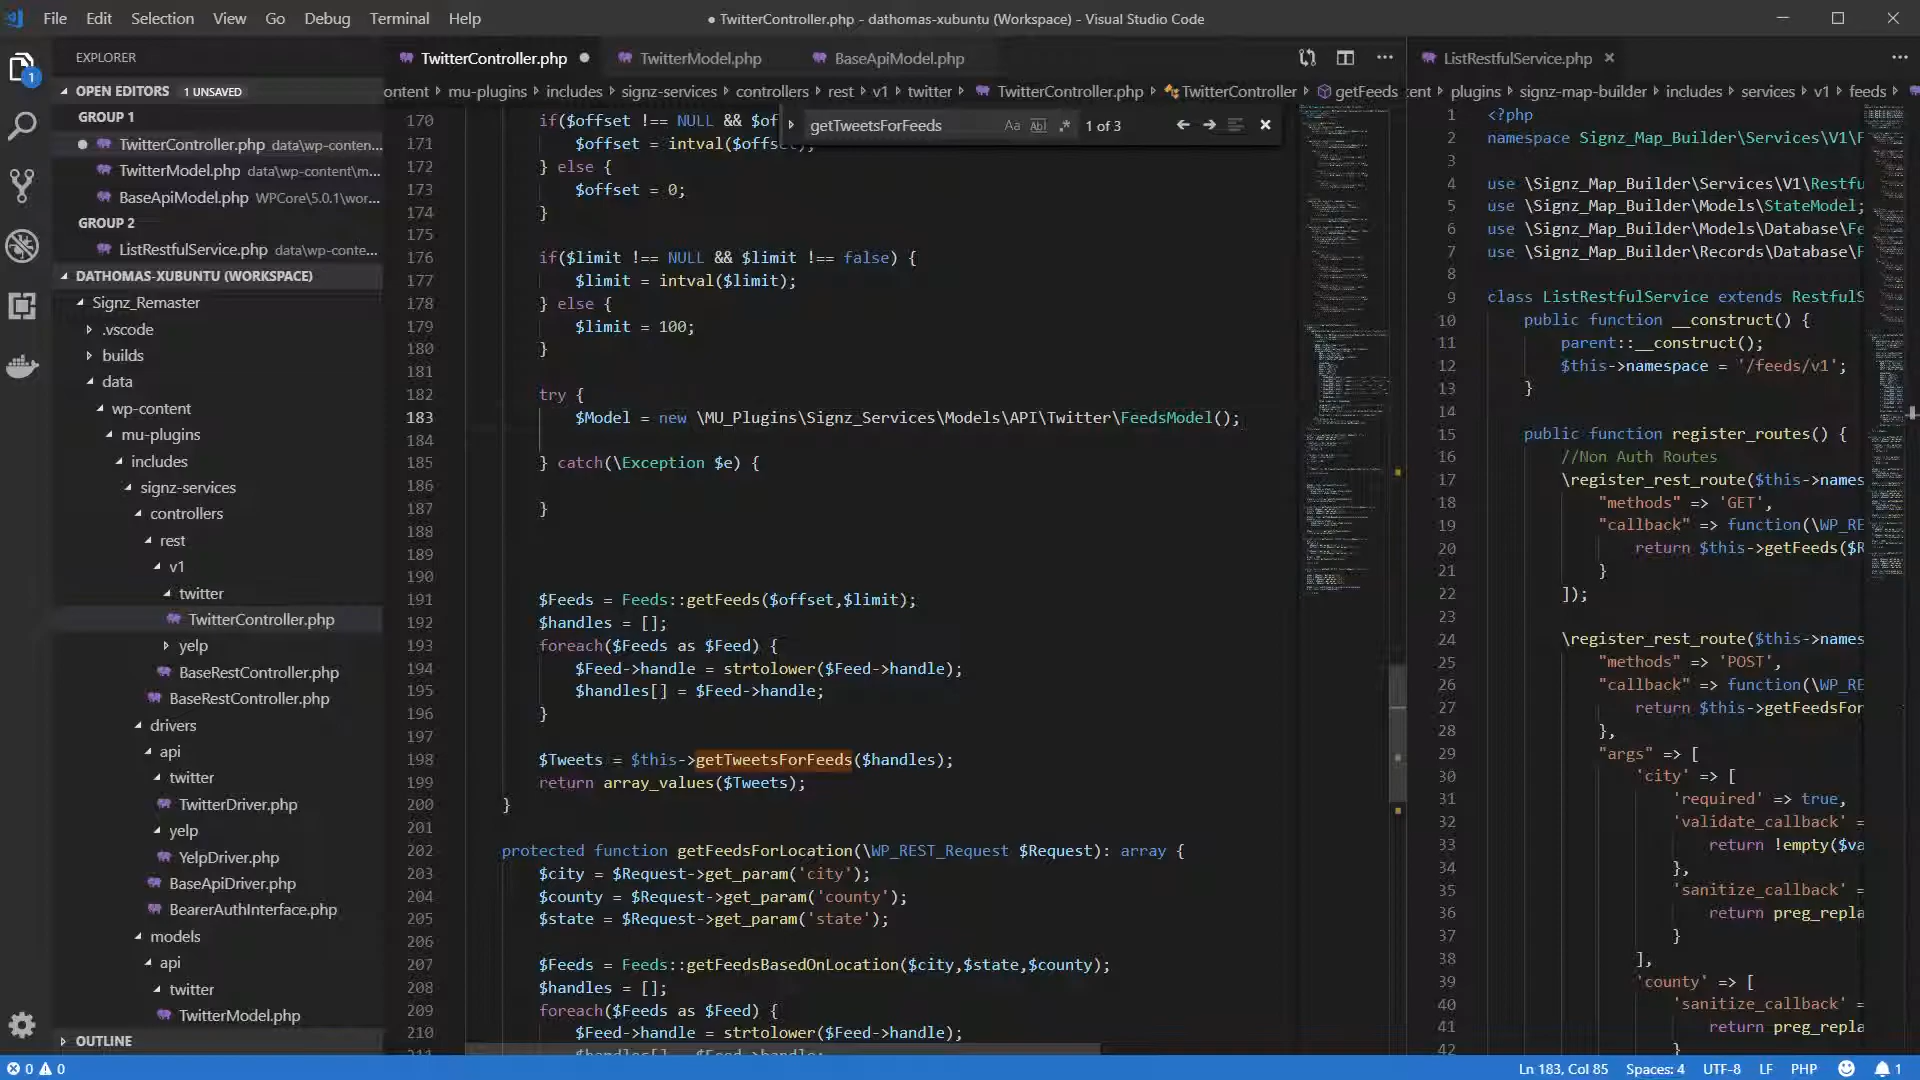 File Edit Selection View Go Debug Terminal Help
● TwitterController.php - dathomas-xubuntu (Workspace) - Visual Studio Code
EXPLORER
OPEN EDITORS 1 UNSAVED
GROUP 1
TwitterController.php data\wp-conten...
TwitterModel.php data\wp-content\m...
BaseApiModel.php WPCore\5.0.1\wor...
GROUP 2
ListRestfulService.php data\wp-conte...
DATHOMAS-XUBUNTU (WORKSPACE)
Signz_Remaster
.vscode
builds
data
wp-content
mu-plugins
includes
signz-services
controllers
rest
v1
twitter
TwitterController.php
yelp
BaseRestController.php
BaseRestController.php
drivers
api
twitter
TwitterDriver.php
yelp
YelpDriver.php
BaseApiDriver.php
BearerAuthInterface.php
models
api
twitter
TwitterModel.php
OUTLINE
TwitterController.php TwitterModel.php BaseApiModel.php
ontent mu-plugins includes signz-services controllers rest v1 twitter TwitterController.php TwitterController getFeeds
getTweetsForFeeds Aa Abl .* 1 of 3
170 if($offset !== NULL && $of
171 $offset = intval($offset);
172 } else {
173 $offset = 0;
174 }
175
176 if($limit !== NULL && $limit !== false) {
177 $limit = intval($limit);
178 } else {
179 $limit = 100;
180 }
181
182 try {
183 $Model = new \MU_Plugins\Signz_Services\Models\API\Twitter\FeedsModel();
184
185 } catch(\Exception $e) {
186
187 }
188
189
190
191 $Feeds = Feeds::getFeeds($offset,$limit);
192 $handles = [];
193 foreach($Feeds as $Feed) {
194 $Feed->handle = strtolower($Feed->handle);
195 $handles[] = $Feed->handle;
196 }
197
198 $Tweets = $this->getTweetsForFeeds($handles);
199 return array_values($Tweets);
200 }
201
202 protected function getFeedsForLocation(\WP_REST_Request $Request): array {
203 $city = $Request->get_param('city');
204 $county = $Request->get_param('county');
205 $state = $Request->get_param('state');
206
207 $Feeds = Feeds::getFeedsBasedOnLocation($city,$state,$county);
208 $handles = [];
209 foreach($Feeds as $Feed) {
210 $Feed->handle = strtolower($Feed->handle);
211 $handles[] = $Feed->handle;
ListRestfulService.php
ent plugins signz-map-builder includes services v1 feeds
1 <?php
2 namespace Signz_Map_Builder\Services\V1\F
3
4 use \Signz_Map_Builder\Services\V1\Restfu
5 use \Signz_Map_Builder\Models\StateModel;
6 use \Signz_Map_Builder\Models\Database\Fe
7 use \Signz_Map_Builder\Records\Database\F
8
9 class ListRestfulService extends RestfulS
10 public function __construct() {
11 parent::__construct();
12 $this->namespace = '/feeds/v1';
13 }
14
15 public function register_routes() {
16 //Non Auth Routes
17 \register_rest_route($this->names
18 "methods" => 'GET',
19 "callback" => function(\WP_RE
20 return $this->getFeeds($R
21 }
22 ]);
23
24 \register_rest_route($this->names
25 "methods" => 'POST',
26 "callback" => function(\WP_RE
27 return $this->getFeedsFor
28 },
29 "args" => [
30 'city' => [
31 'required' => true,
32 'validate_callback' =
33 return !empty($va
34 },
35 'sanitize_callback' =
36 return preg_repla
37 }
38 ],
39 'county' => [
40 'sanitize_callback' =
41 return preg_repla
42 }
0 0
Ln 183, Col 85 Spaces: 4 UTF-8 LF PHP 1